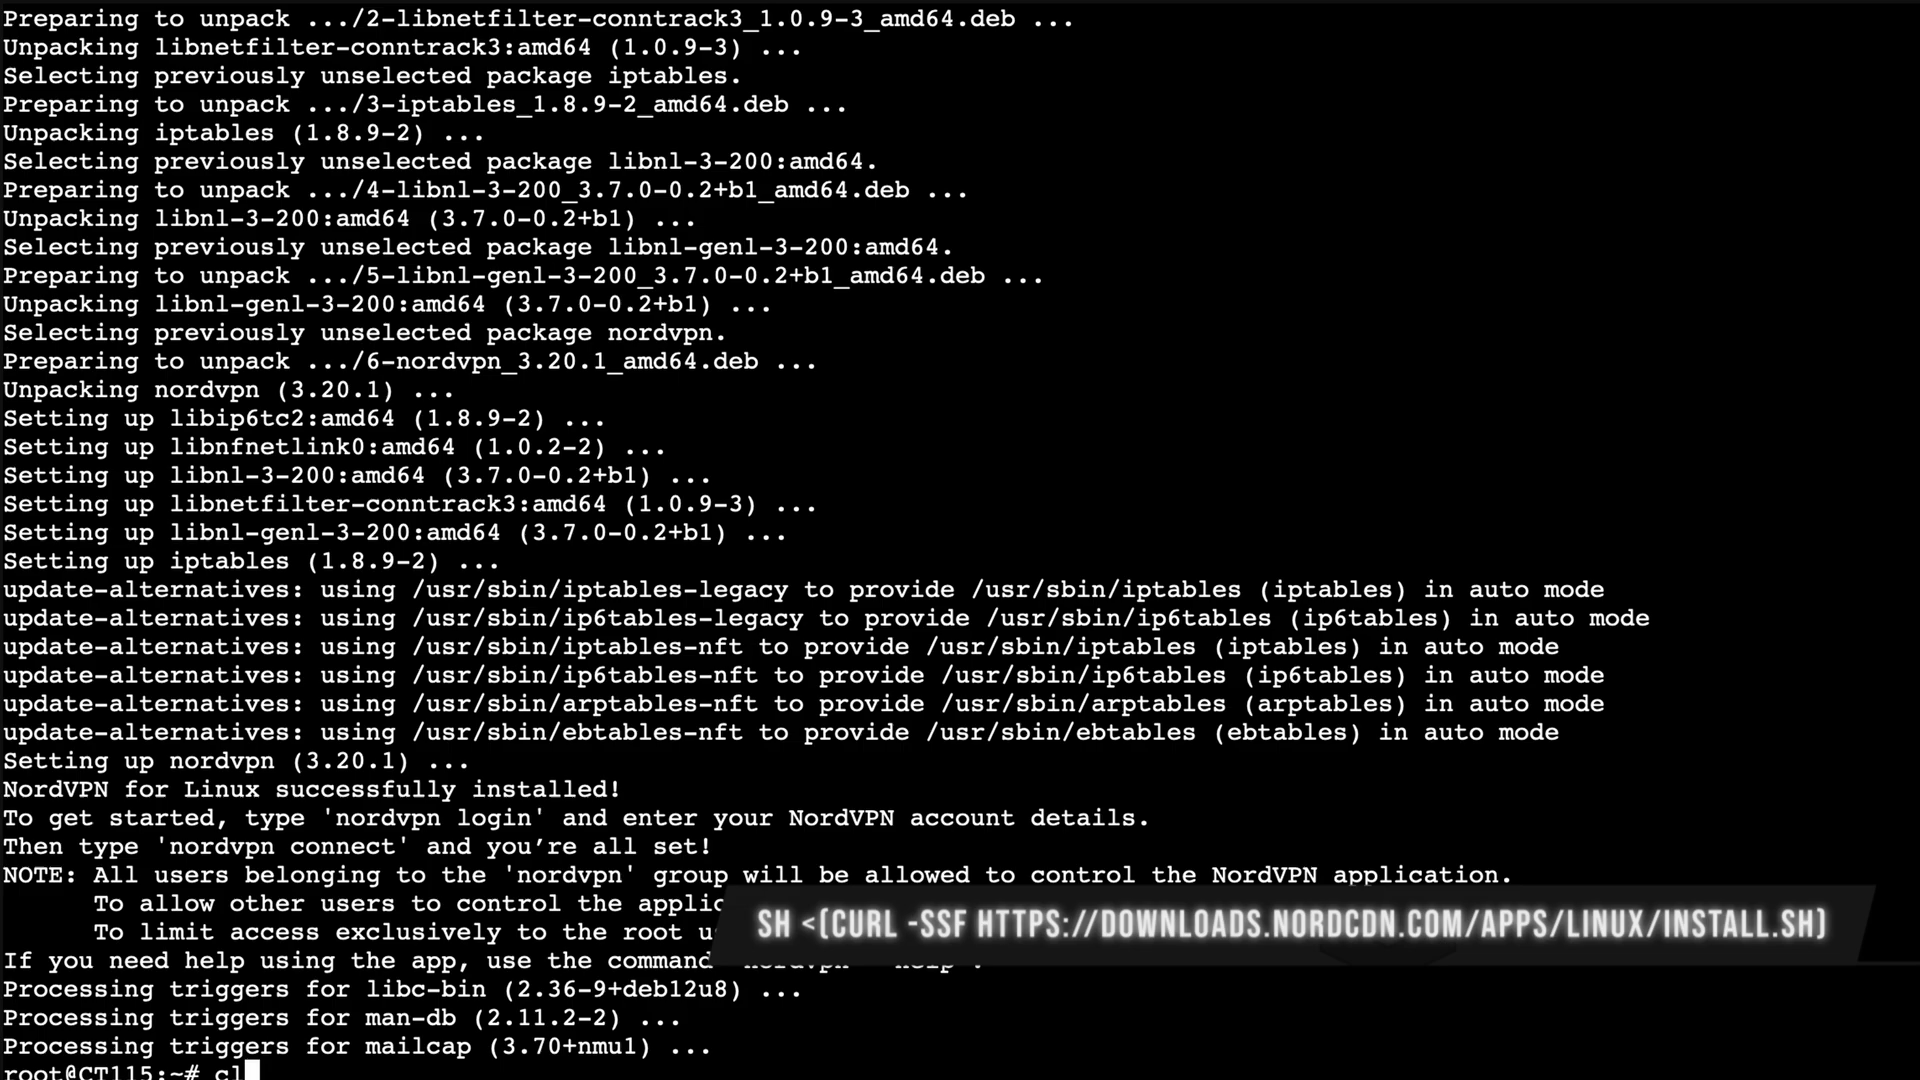 Preparing to unpack .../2-libnetfilter-conntrack3_1.0.9-3_amd64.deb ...
Unpacking libnetfilter-conntrack3:amd64 (1.0.9-3) ...
Selecting previously unselected package iptables.
Preparing to unpack .../3-iptables_1.8.9-2_amd64.deb ...
Unpacking iptables (1.8.9-2) ...
Selecting previously unselected package libnl-3-200:amd64.
Preparing to unpack .../4-libnl-3-200_3.7.0-0.2+b1_amd64.deb ...
Unpacking libnl-3-200:amd64 (3.7.0-0.2+b1) ...
Selecting previously unselected package libnl-genl-3-200:amd64.
Preparing to unpack .../5-libnl-genl-3-200_3.7.0-0.2+b1_amd64.deb ...
Unpacking libnl-genl-3-200:amd64 (3.7.0-0.2+b1) ...
Selecting previously unselected package nordvpn.
Preparing to unpack .../6-nordvpn_3.20.1_amd64.deb ...
Unpacking nordvpn (3.20.1) ...
Setting up libip6tc2:amd64 (1.8.9-2) ...
Setting up libnfnetlink0:amd64 (1.0.2-2) ...
Setting up libnl-3-200:amd64 (3.7.0-0.2+b1) ...
Setting up libnetfilter-conntrack3:amd64 (1.0.9-3) ...
Setting up libnl-genl-3-200:amd64 (3.7.0-0.2+b1) ...
Setting up iptables (1.8.9-2) ...
update-alternatives: using /usr/sbin/iptables-legacy to provide /usr/sbin/iptables (iptables) in auto mode
update-alternatives: using /usr/sbin/ip6tables-legacy to provide /usr/sbin/ip6tables (ip6tables) in auto mode
update-alternatives: using /usr/sbin/iptables-nft to provide /usr/sbin/iptables (iptables) in auto mode
update-alternatives: using /usr/sbin/ip6tables-nft to provide /usr/sbin/ip6tables (ip6tables) in auto mode
update-alternatives: using /usr/sbin/arptables-nft to provide /usr/sbin/arptables (arptables) in auto mode
update-alternatives: using /usr/sbin/ebtables-nft to provide /usr/sbin/ebtables (ebtables) in auto mode
Setting up nordvpn (3.20.1) ...
NordVPN for Linux successfully installed!
To get started, type 'nordvpn login' and enter your NordVPN account details.
Then type 'nordvpn connect' and you’re all set!
NOTE: All users belonging to the 'nordvpn' group will be allowed to control the NordVPN application.
To allow other users to control the
To limit access exclusively to the root
SH <(CURL -SSF HTTPS://DOWNLOADS.NORDCDN.COM/APPS/LINUX/INSTALL.SH)
If you need help using the app, use the command
Processing triggers for libc-bin (2.36-9+deb12u8) ...
Processing triggers for man-db (2.11.2-2) ...
Processing triggers for mailcap (3.70+nmu1) ...
root@CT115:~# cl